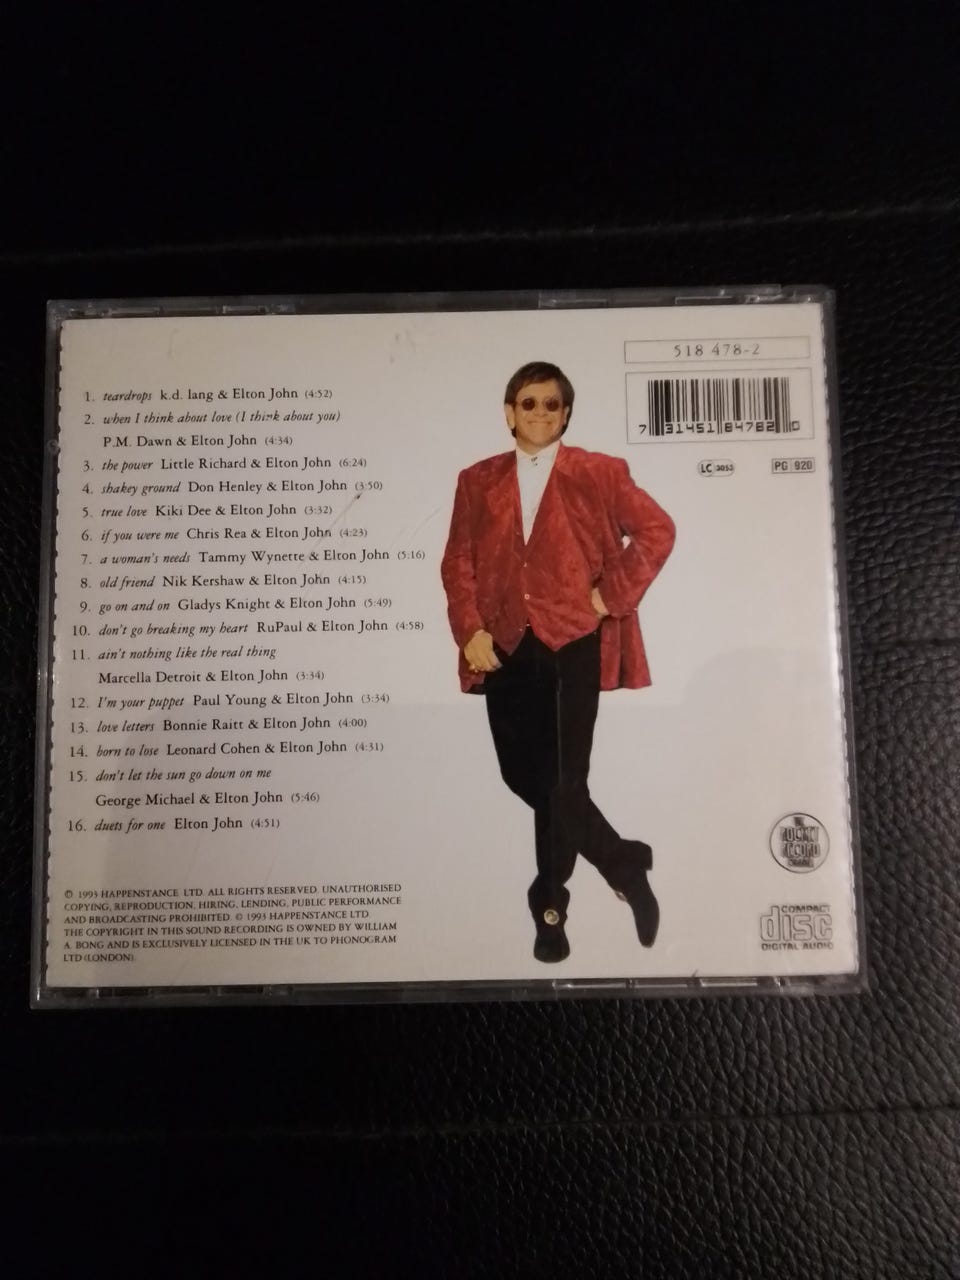 1. teardrops k.d. lang & Elton John (4:52)
2. when I think about love (I think about you)
P.M. Dawn & Elton John (4:34)
3. the power Little Richard & Elton John (6:24)
4. shakey ground Don Henley & Elton John (3:50)
5. true love Kiki Dee & Elton John (3:32)
6. if you were me Chris Rea & Elton John (4:23)
7. a woman's needs Tammy Wynette & Elton John (5:16)
8. old friend Nik Kershaw & Elton John (4:15)
9. go on and on Gladys Knight & Elton John (5:49)
10. don't go breaking my heart RuPaul & Elton John (4:58)
11. ain't nothing like the real thing
Marcella Detroit & Elton John (3:34)
12. I'm your puppet Paul Young & Elton John (3:34)
13. love letters Bonnie Raitt & Elton John (4:00)
14. born to lose Leonard Cohen & Elton John (4:31)
15. don't let the sun go down on me
George Michael & Elton John (5:46)
16. duets for one Elton John (4:51)
℗ 1993 HAPPENSTANCE LTD. ALL RIGHTS RESERVED. UNAUTHORISED
COPYING, REPRODUCTION, HIRING, LENDING, PUBLIC PERFORMANCE
AND BROADCASTING PROHIBITED. © 1993 HAPPENSTANCE LTD
THE COPYRIGHT IN THIS SOUND RECORDING IS OWNED BY WILLIAM
A. BONG AND IS EXCLUSIVELY LICENSED IN THE UK TO PHONOGRAM
LTD (LONDON).
518 478-2
7 31451 84782 0
LC 3053
PG 920
THE
ROCKET
RECORD
COMPACT
disc
DIGITAL AUDIO